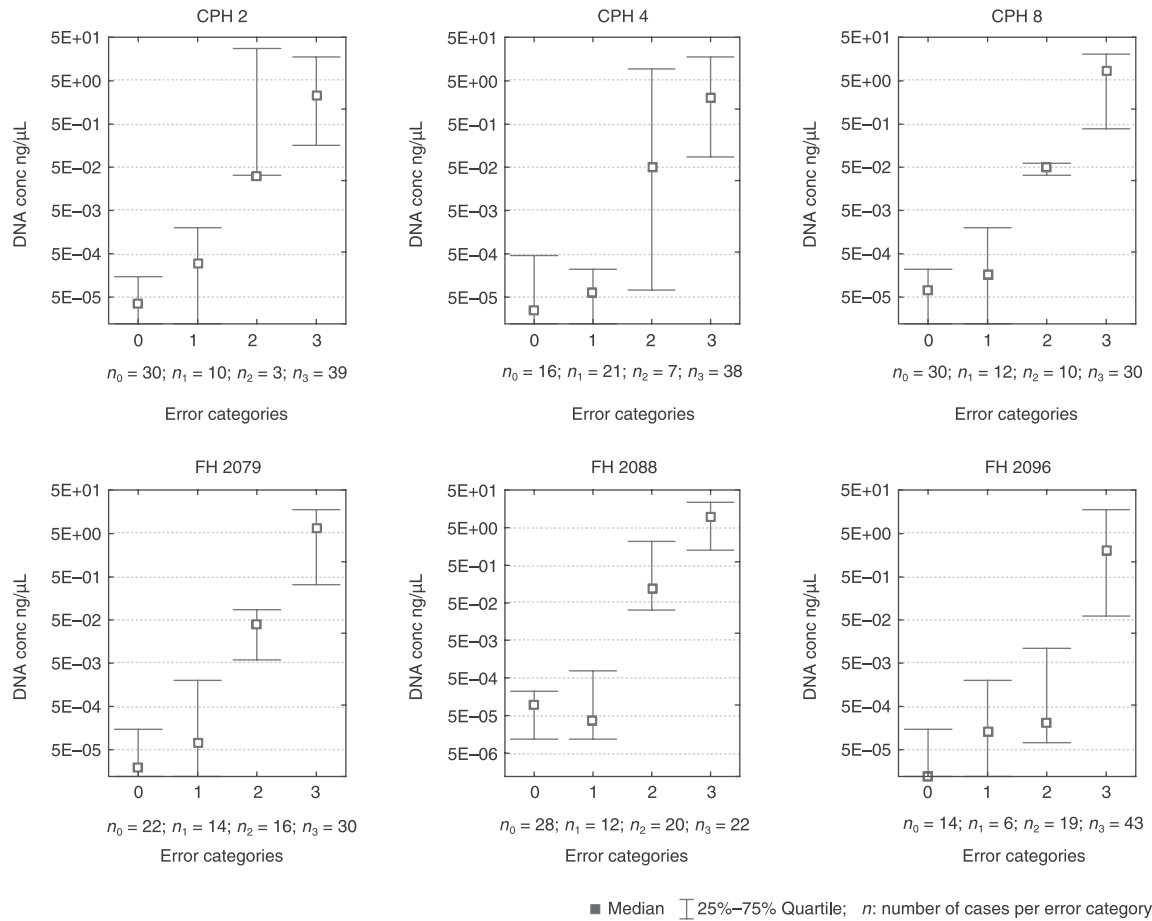 CPH 2
5E+01
5E+00
5E−01
5E−02
5E−03
5E−04
5E−05
DNA conc ng/µL
0 1 2 3
n0 = 30; n1 = 10; n2 = 3; n3 = 39
Error categories
CPH 4
5E+01
5E+00
5E−01
5E−02
5E−03
5E−04
5E−05
DNA conc ng/µL
0 1 2 3
n0 = 16; n1 = 21; n2 = 7; n3 = 38
Error categories
CPH 8
5E+01
5E+00
5E−01
5E−02
5E−03
5E−04
5E−05
DNA conc ng/µL
0 1 2 3
n0 = 30; n1 = 12; n2 = 10; n3 = 30
Error categories
FH 2079
5E+01
5E+00
5E−01
5E−02
5E−03
5E−04
5E−05
DNA conc ng/µL
0 1 2 3
n0 = 22; n1 = 14; n2 = 16; n3 = 30
Error categories
FH 2088
5E+01
5E+00
5E−01
5E−02
5E−03
5E−04
5E−05
5E−06
DNA conc ng/µL
0 1 2 3
n0 = 28; n1 = 12; n2 = 20; n3 = 22
Error categories
FH 2096
5E+01
5E+00
5E−01
5E−02
5E−03
5E−04
5E−05
DNA conc ng/µL
0 1 2 3
n0 = 14; n1 = 6; n2 = 19; n3 = 43
Error categories
Median 25%–75% Quartile; n: number of cases per error category